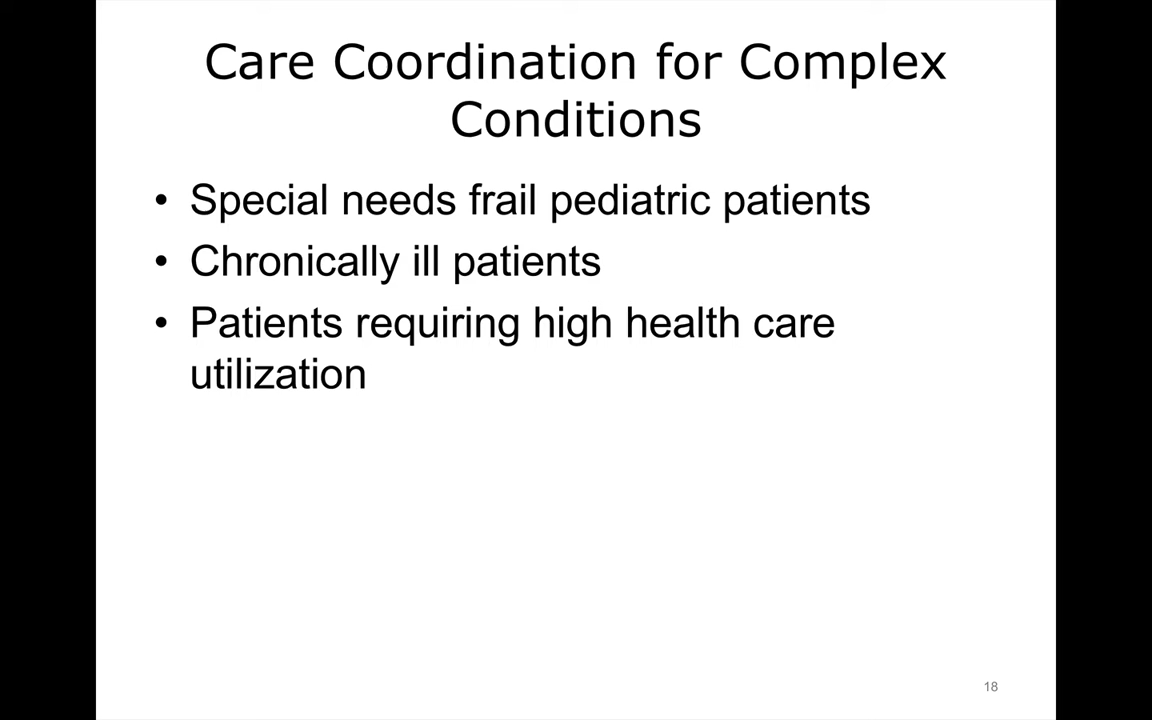 Care Coordination for Complex
Conditions
• Special needs frail pediatric patients
• Chronically ill patients
• Patients requiring high health care
utilization
18